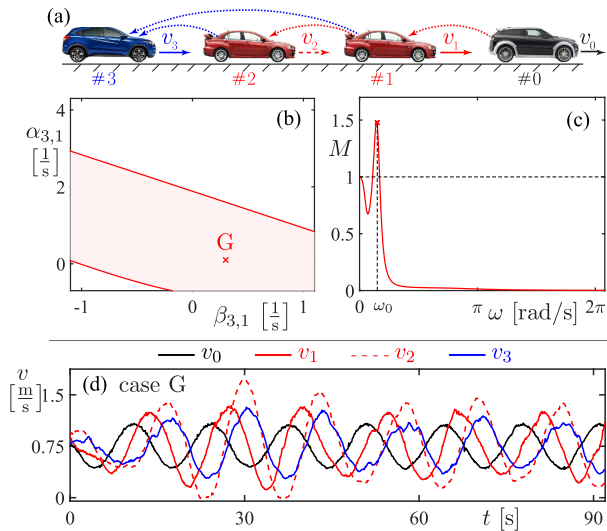 (a)
v₃ v₂ v₁ v₀
#3 #2 #1 #0
(b)
α₃,₁ [1/s]
4
2
0
G
-1 0 1
β₃,₁ [1/s]
(c)
M
1.5
1
0.5
0
0 ω₀ π ω [rad/s] 2π
v₀ v₁ v₂ v₃
(d) case G
v [m/s]
1.5
0.75
0
0 30 60 90
t [s]